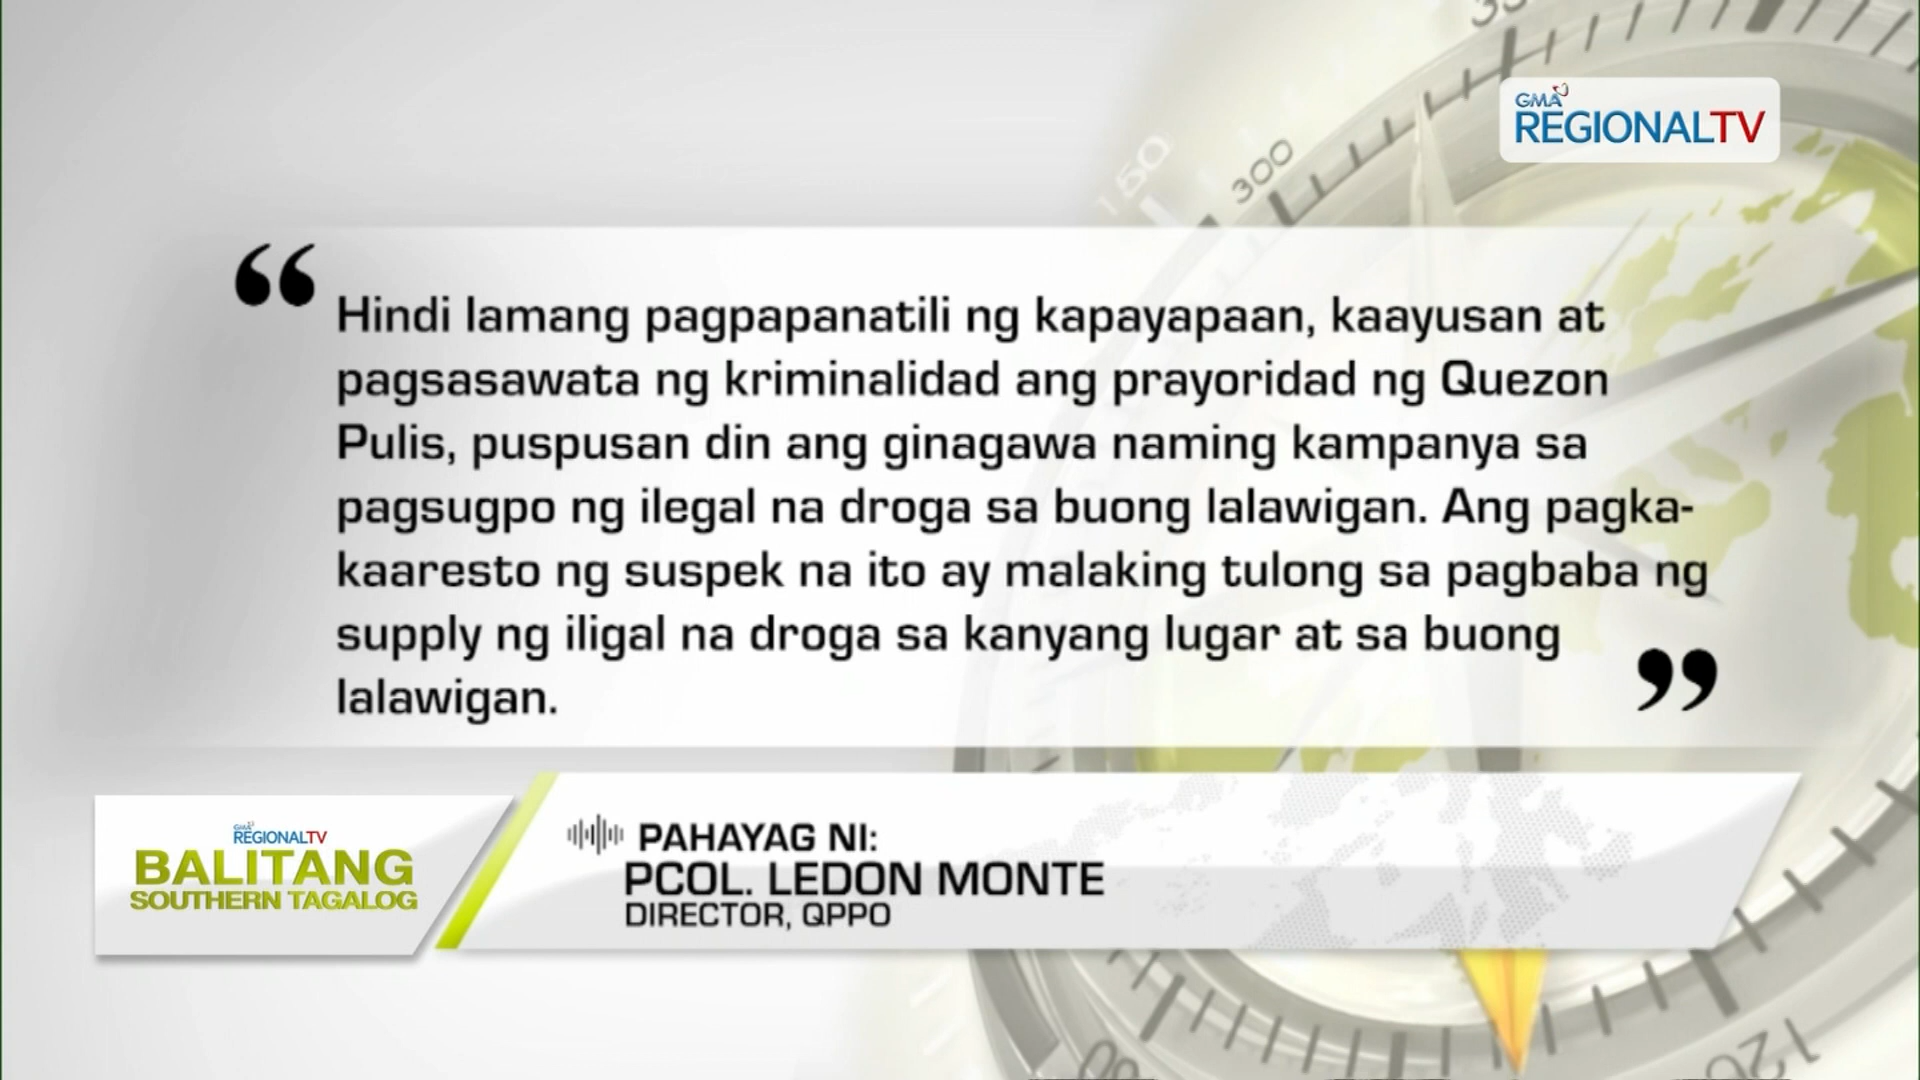 GMA
REGIONALTV
300
“
Hindi lamang pagpapanatili ng kapayapaan, kaayusan at
pagsasawata ng kriminalidad ang prayoridad ng Quezon
Pulis, puspusan din ang ginagawa naming kampanya sa
pagsugpo ng ilegal na droga sa buong lalawigan. Ang pagka-
kaaresto ng suspek na ito ay malaking tulong sa pagbaba ng
supply ng iligal na droga sa kanyang lugar at sa buong
lalawigan.
”
GMA
REGIONALTV
BALITANG
SOUTHERN TAGALOG
PAHAYAG NI:
PCOL. LEDON MONTE
DIRECTOR, QPPO
120